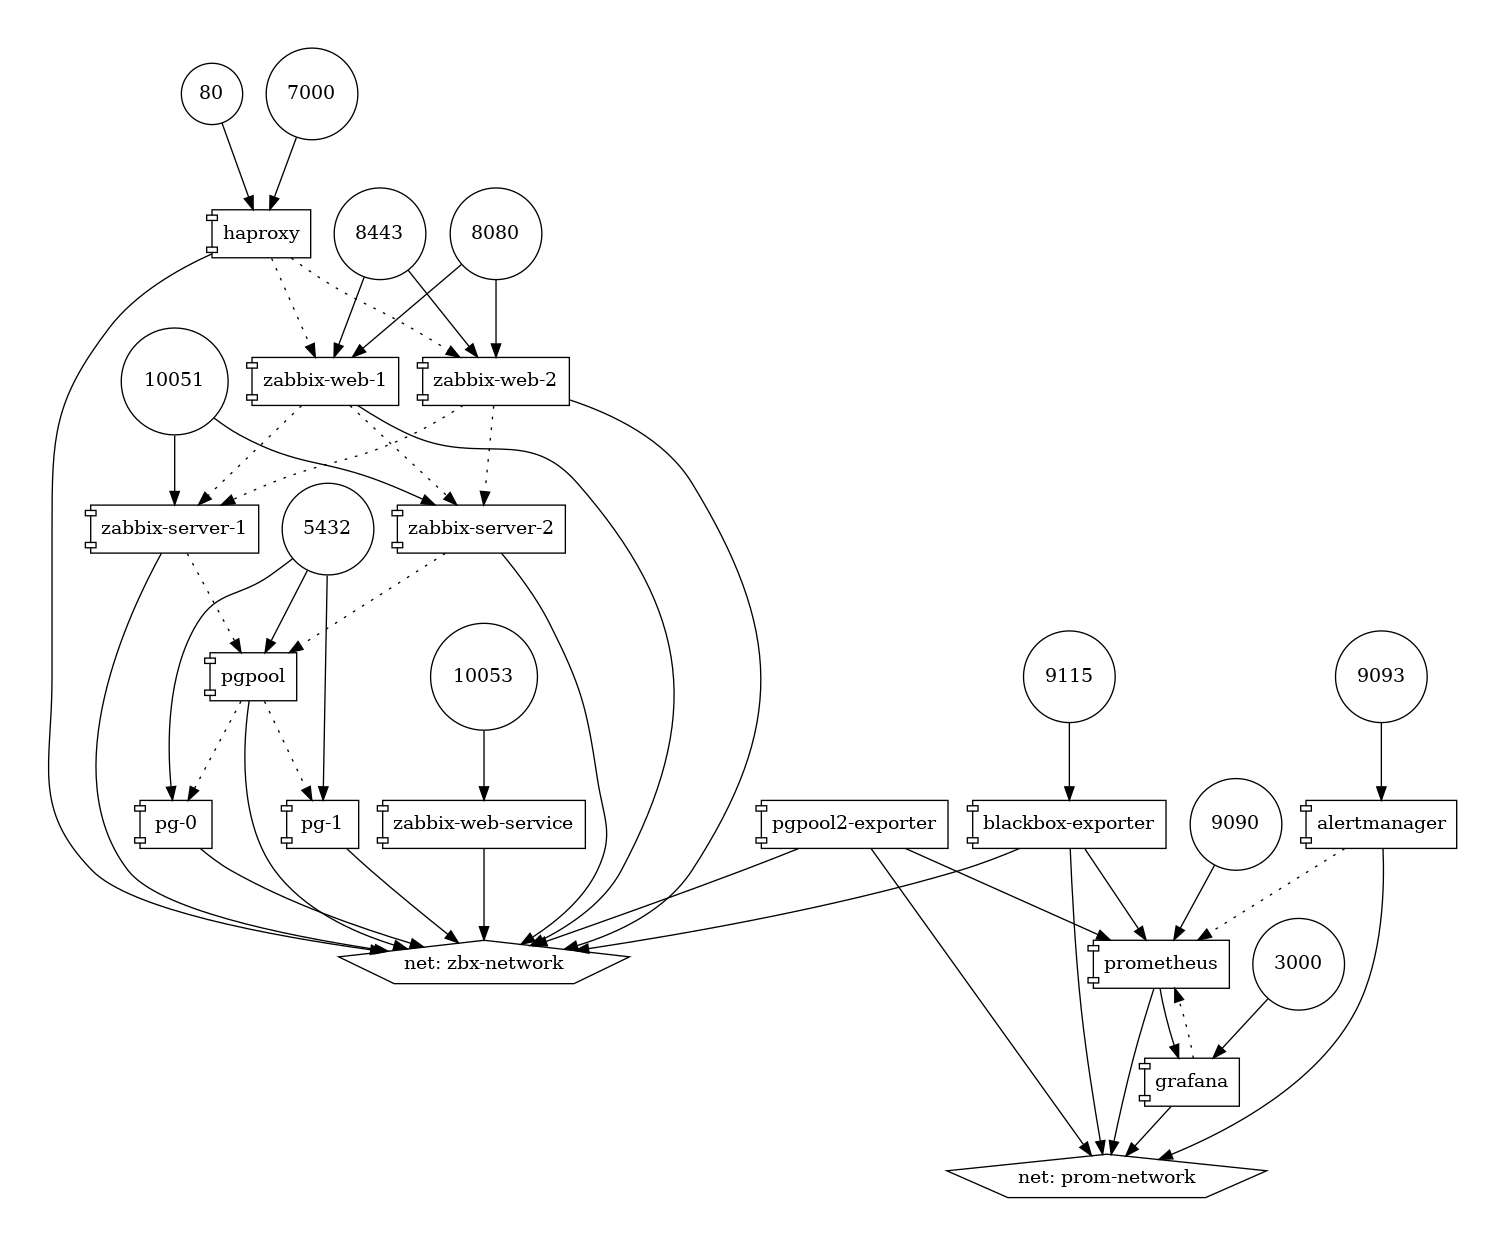 80
7000
haproxy
8443
8080
10051
zabbix-web-1
zabbix-web-2
zabbix-server-1
5432
zabbix-server-2
pgpool
10053
9115
9093
pg-0
pg-1
zabbix-web-service
pgpool2-exporter
blackbox-exporter
9090
alertmanager
net: zbx-network
prometheus
3000
grafana
net: prom-network